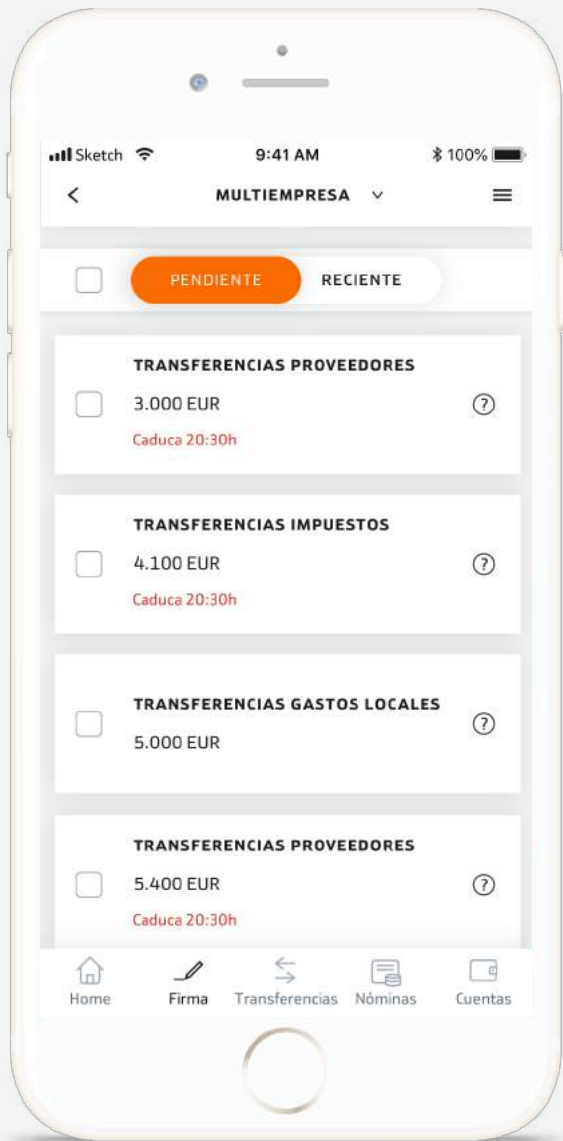 Sketch 9:41 AM 100%
MULTIEMPRESA
PENDIENTE RECIENTE
TRANSFERENCIAS PROVEEDORES
3.000 EUR
?
Caduca 20:30h
TRANSFERENCIAS IMPUESTOS
4.100 EUR
?
Caduca 20:30h
TRANSFERENCIAS GASTOS LOCALES
?
5.000 EUR
TRANSFERENCIAS PROVEEDORES
5.400 EUR
?
Caduca 20:30h
Home Firma Transferencias Nóminas Cuentas